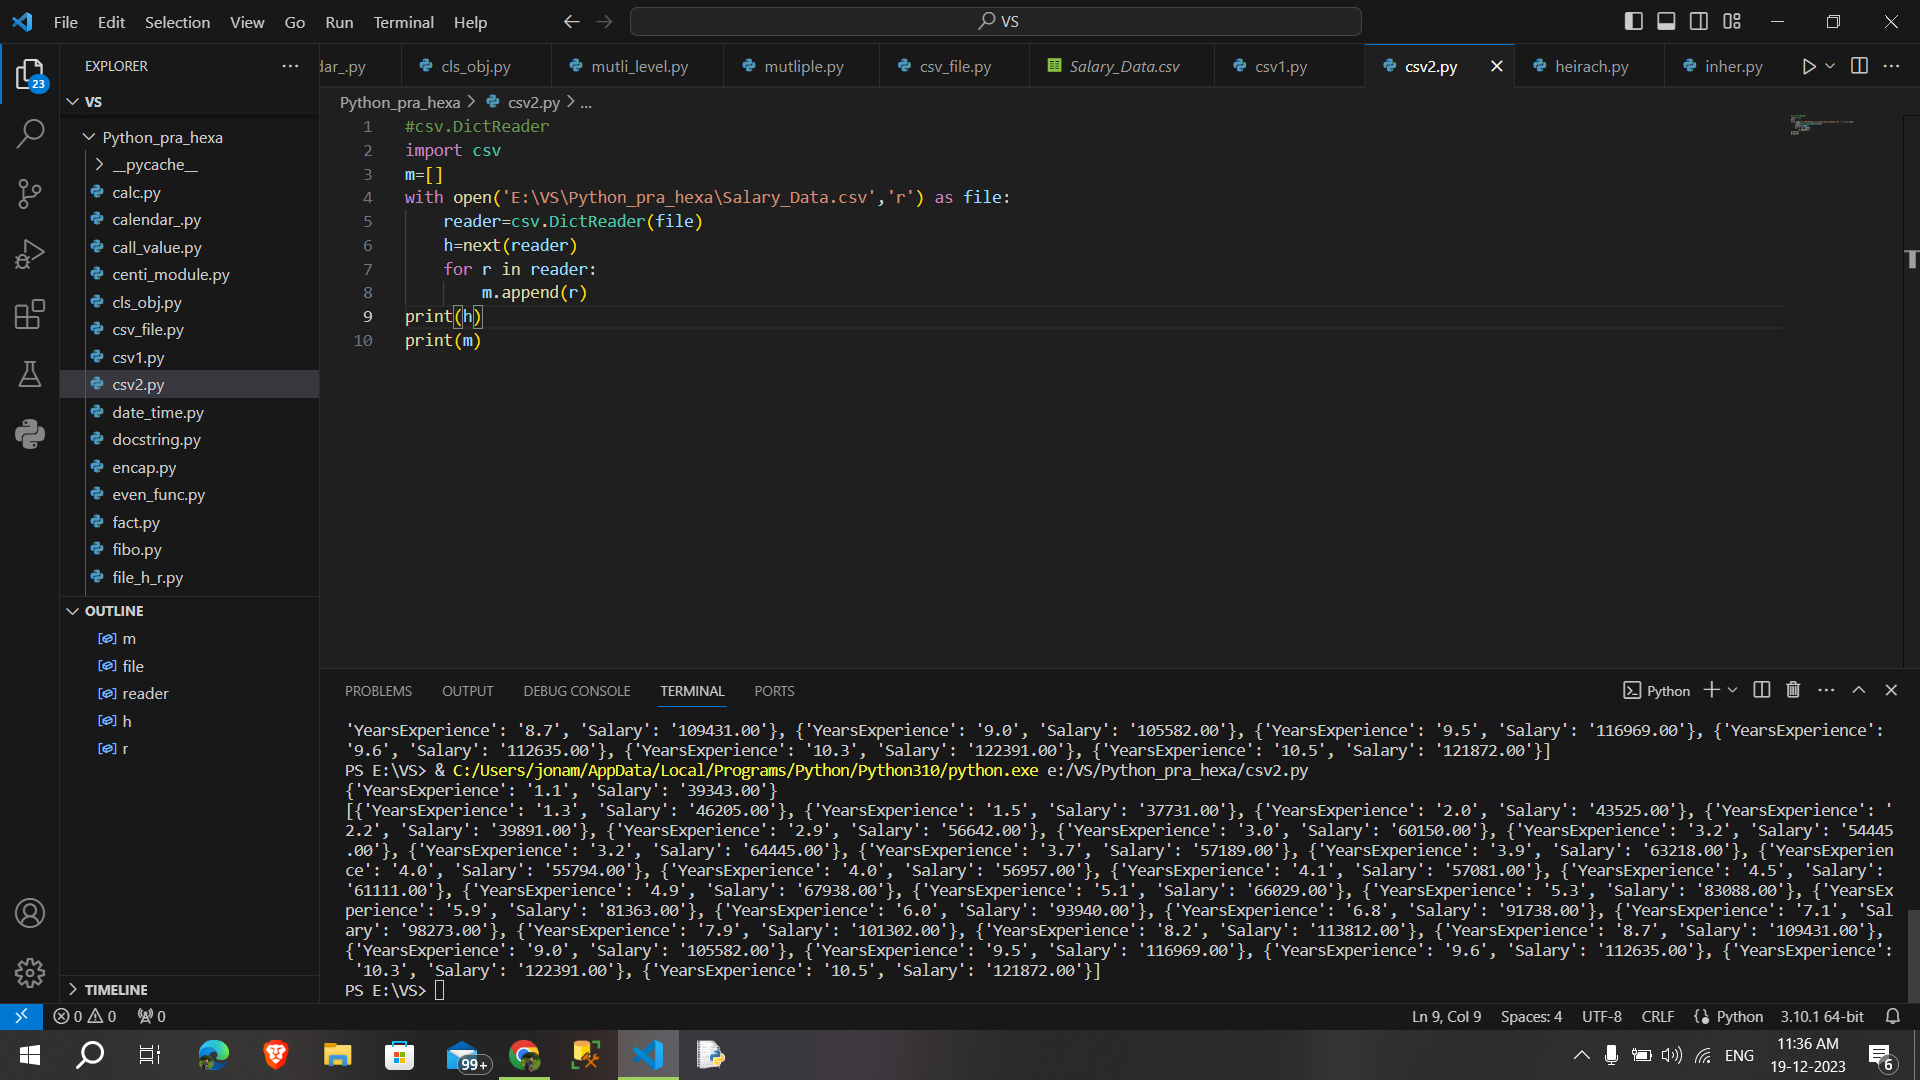 File Edit Selection View Go Run Terminal Help
VS
EXPLORER
dar_.py
cls_obj.py
mutli_level.py
mutliple.py
csv_file.py
Salary_Data.csv
csv1.py
csv2.py
heirach.py
inher.py
23
VS
Python_pra_hexa
__pycache__
calc.py
calendar_.py
call_value.py
centi_module.py
cls_obj.py
csv_file.py
csv1.py
csv2.py
date_time.py
docstring.py
encap.py
even_func.py
fact.py
fibo.py
file_h_r.py
OUTLINE
m
file
reader
h
r
TIMELINE
Python_pra_hexa > csv2.py > ...
1 #csv.DictReader
2 import csv
3 m=[]
4 with open('E:\VS\Python_pra_hexa\Salary_Data.csv','r') as file:
5 reader=csv.DictReader(file)
6 h=next(reader)
7 for r in reader:
8 m.append(r)
9 print(h)
10 print(m)
PROBLEMS OUTPUT DEBUG CONSOLE TERMINAL PORTS
Python
'YearsExperience': '8.7', 'Salary': '109431.00'}, {'YearsExperience': '9.0', 'Salary': '105582.00'}, {'YearsExperience': '9.5', 'Salary': '116969.00'}, {'YearsExperience':
'9.6', 'Salary': '112635.00'}, {'YearsExperience': '10.3', 'Salary': '122391.00'}, {'YearsExperience': '10.5', 'Salary': '121872.00'}]
PS E:\VS> & C:/Users/jonam/AppData/Local/Programs/Python/Python310/python.exe e:/VS/Python_pra_hexa/csv2.py
{'YearsExperience': '1.1', 'Salary': '39343.00'}
[{'YearsExperience': '1.3', 'Salary': '46205.00'}, {'YearsExperience': '1.5', 'Salary': '37731.00'}, {'YearsExperience': '2.0', 'Salary': '43525.00'}, {'YearsExperience': '
2.2', 'Salary': '39891.00'}, {'YearsExperience': '2.9', 'Salary': '56642.00'}, {'YearsExperience': '3.0', 'Salary': '60150.00'}, {'YearsExperience': '3.2', 'Salary': '54445
.00'}, {'YearsExperience': '3.2', 'Salary': '64445.00'}, {'YearsExperience': '3.7', 'Salary': '57189.00'}, {'YearsExperience': '3.9', 'Salary': '63218.00'}, {'YearsExperien
ce': '4.0', 'Salary': '55794.00'}, {'YearsExperience': '4.0', 'Salary': '56957.00'}, {'YearsExperience': '4.1', 'Salary': '57081.00'}, {'YearsExperience': '4.5', 'Salary':
'61111.00'}, {'YearsExperience': '4.9', 'Salary': '67938.00'}, {'YearsExperience': '5.1', 'Salary': '66029.00'}, {'YearsExperience': '5.3', 'Salary': '83088.00'}, {'YearsEx
perience': '5.9', 'Salary': '81363.00'}, {'YearsExperience': '6.0', 'Salary': '93940.00'}, {'YearsExperience': '6.8', 'Salary': '91738.00'}, {'YearsExperience': '7.1', 'Sal
ary': '98273.00'}, {'YearsExperience': '7.9', 'Salary': '101302.00'}, {'YearsExperience': '8.2', 'Salary': '113812.00'}, {'YearsExperience': '8.7', 'Salary': '109431.00'},
{'YearsExperience': '9.0', 'Salary': '105582.00'}, {'YearsExperience': '9.5', 'Salary': '116969.00'}, {'YearsExperience': '9.6', 'Salary': '112635.00'}, {'YearsExperience':
'10.3', 'Salary': '122391.00'}, {'YearsExperience': '10.5', 'Salary': '121872.00'}]
PS E:\VS>
0 0 0
Ln 9, Col 9 Spaces: 4 UTF-8 CRLF Python 3.10.1 64-bit
99+
ENG
11:36 AM
19-12-2023
6